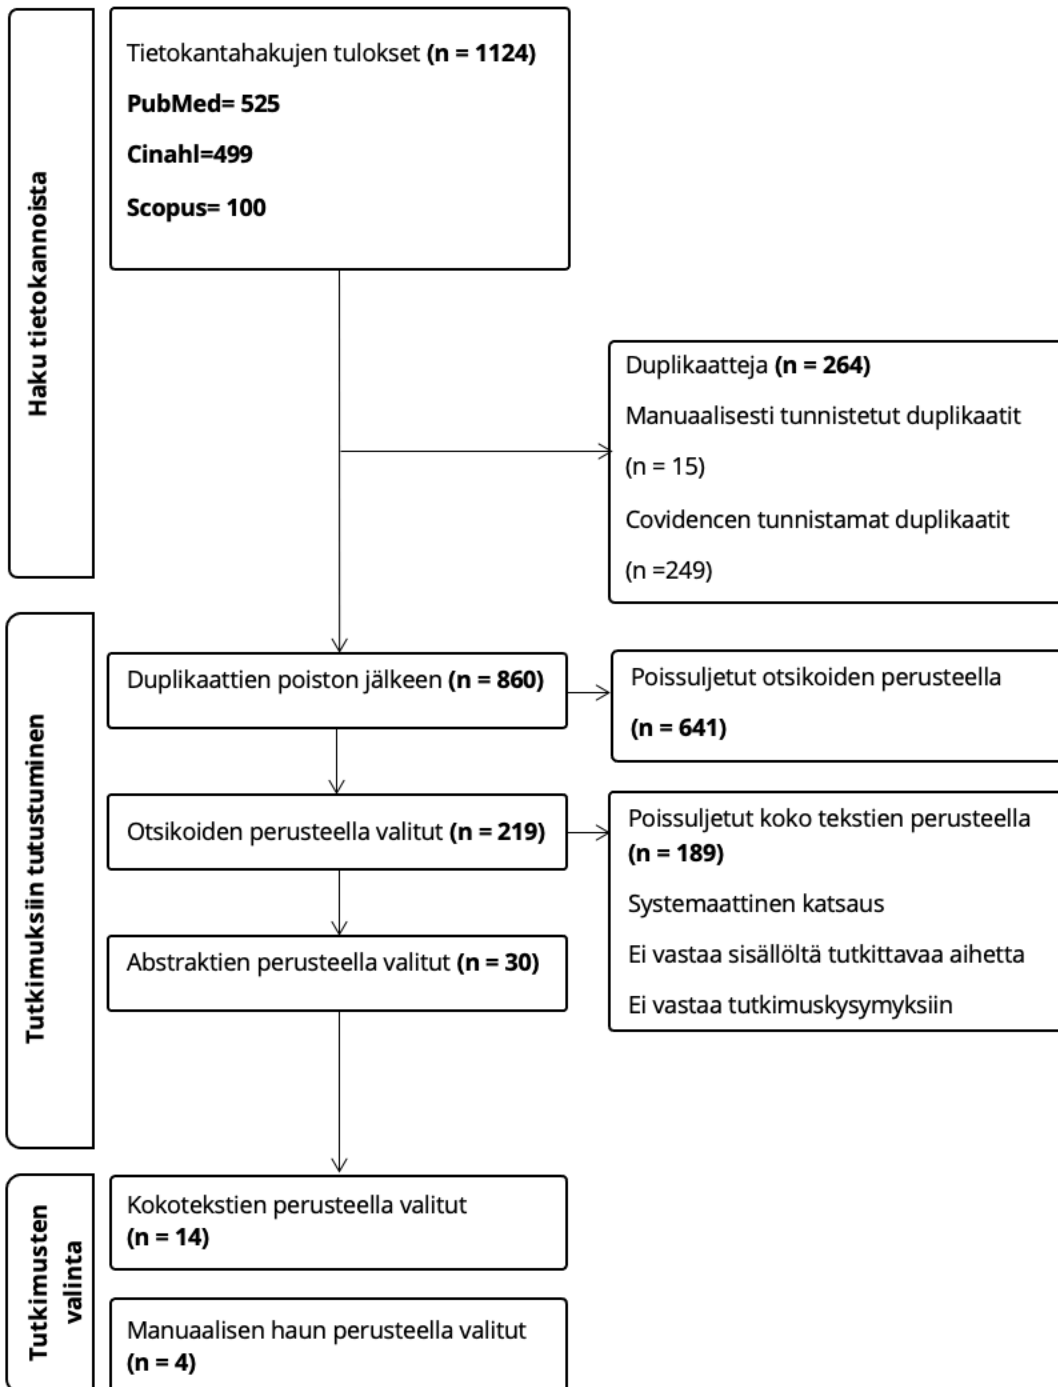 Haku tietokannoista
Tietokantahakujen tulokset (n = 1124)
PubMed= 525
Cinahl=499
Scopus= 100
Duplikaatteja (n = 264)
Manuaalisesti tunnistetut duplikaatit
(n = 15)
Covidencen tunnistamat duplikaatit
(n =249)
Tutkimuksiin tutustuminen
Duplikaattien poiston jälkeen (n = 860)
Poissuljetut otsikoiden perusteella
(n = 641)
Otsikoiden perusteella valitut (n = 219)
Poissuljetut koko tekstien perusteella
(n = 189)
Systemaattinen katsaus
Ei vastaa sisällöltä tutkittavaa aihetta
Ei vastaa tutkimuskysymyksiin
Abstraktien perusteella valitut (n = 30)
Tutkimusten
valinta
Kokotekstien perusteella valitut
(n = 14)
Manuaalisen haun perusteella valitut
(n = 4)